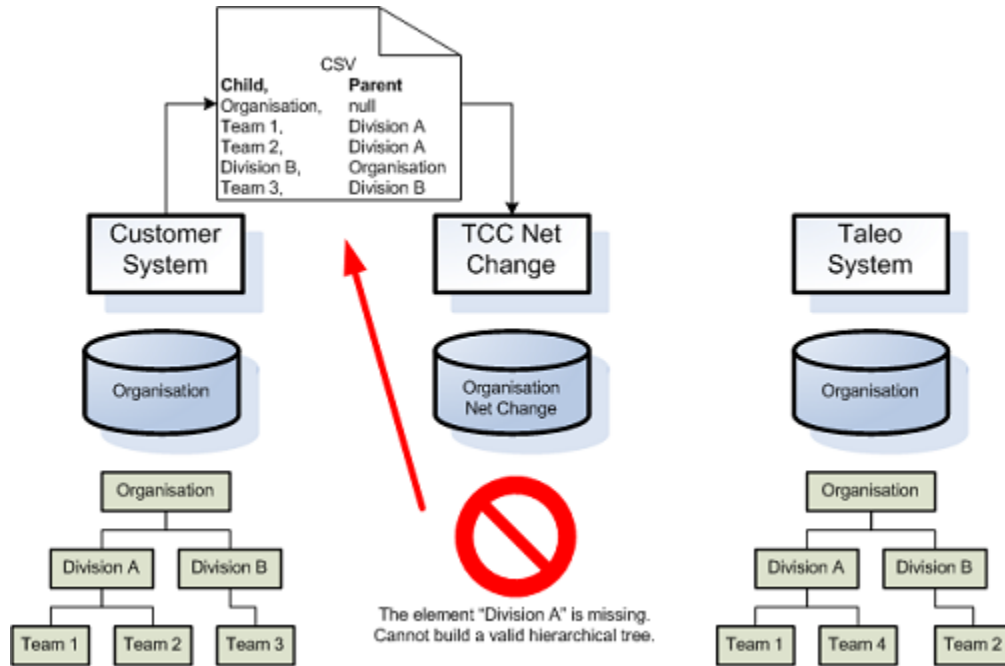 CSV
Child, Parent
Organisation, null
Team 1, Division A
Team 2, Division A
Division B, Organisation
Team 3, Division B
Customer
System
TCC Net
Change
Taleo
System
Organisation
Organisation
Net Change
Organisation
Organisation
Division A
Division B
Team 1
Team 2
Team 3
The element “Division A” is missing.
Cannot build a valid hierarchical tree.
Organisation
Division A
Division B
Team 1
Team 4
Team 2